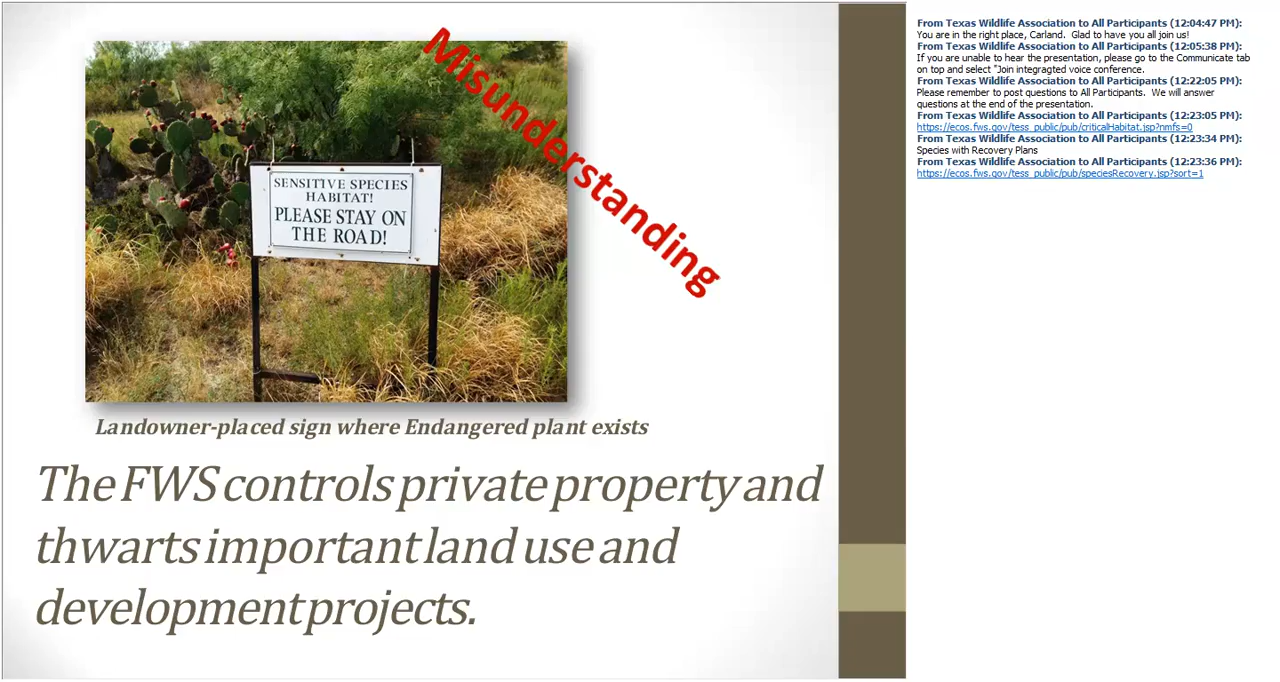 Misunderstanding
SENSITIVE SPECIES
HABITAT!
PLEASE STAY ON
THE ROAD!
Landowner-placed sign where Endangered plant exists
The FWS controls private property and
thwarts important land use and
development projects.
From Texas Wildlife Association to All Participants (12:04:47 PM):
You are in the right place, Carland. Glad to have you all join us!
From Texas Wildlife Association to All Participants (12:05:38 PM):
If you are unable to hear the presentation, please go to the Communicate tab
on top and select "Join integragted voice conference.
From Texas Wildlife Association to All Participants (12:22:05 PM):
Please remember to post questions to All Participants. We will answer
questions at the end of the presentation.
From Texas Wildlife Association to All Participants (12:23:05 PM):
https://ecos.fws.gov/tess_public/pub/criticalHabitat.jsp?nmfs=0
From Texas Wildlife Association to All Participants (12:23:34 PM):
Species with Recovery Plans
From Texas Wildlife Association to All Participants (12:23:36 PM):
https://ecos.fws.gov/tess_public/pub/speciesRecovery.jsp?sort=1